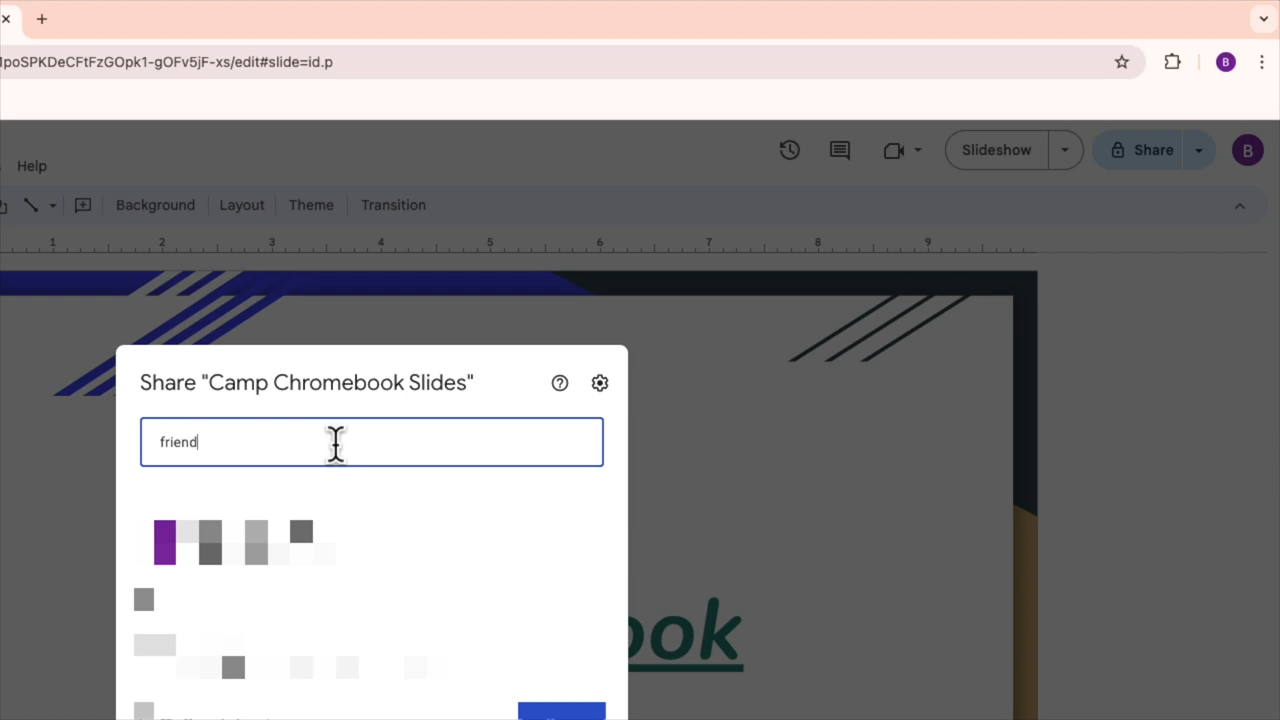 1poSPKDeCFtFzGOpk1-gOFv5jF-xs/edit#slide=id.p
B
Help
Slideshow
Share
B
Background
Layout
Theme
Transition
1 2 3 4 5 6 7 8 9
Share "Camp Chromebook Slides"
friend
ook